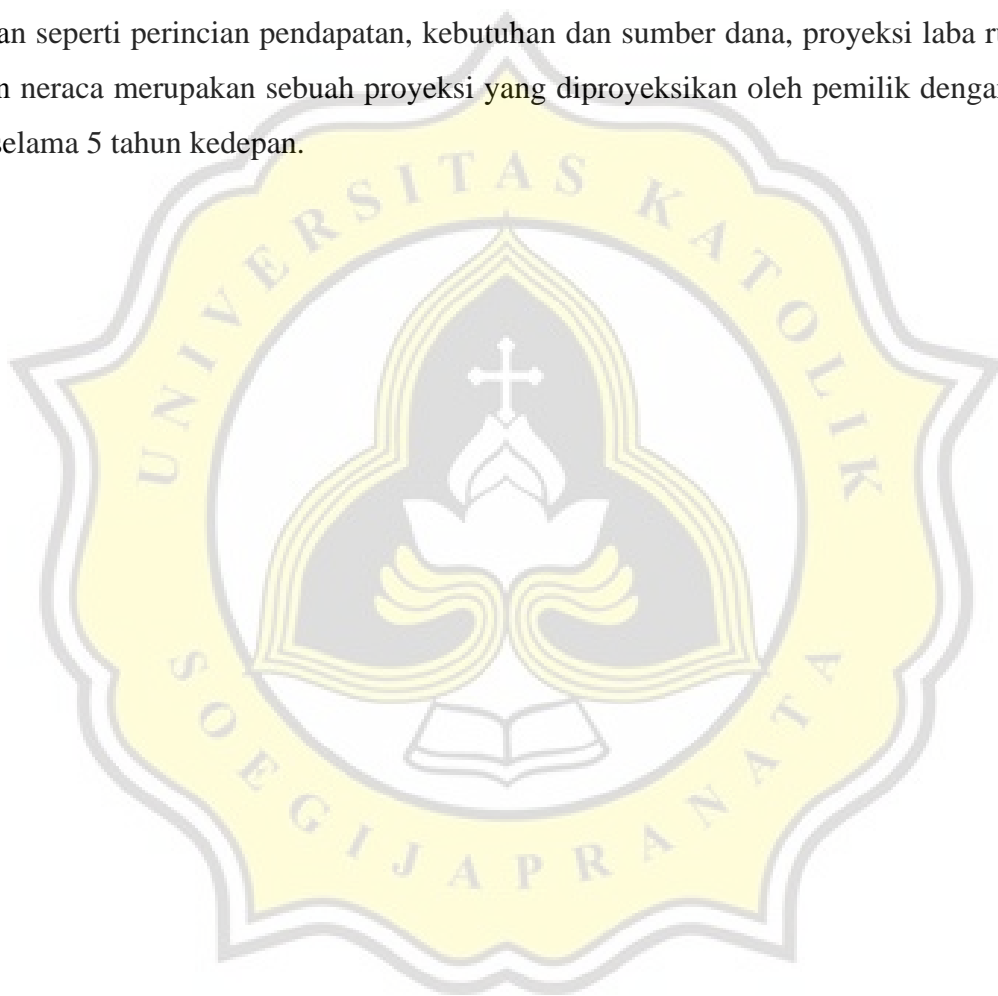 an seperti perincian pendapatan, kebutuhan dan sumber dana, proyeksi laba ru
n neraca merupakan sebuah proyeksi yang diproyeksikan oleh pemilik dengan
selama 5 tahun kedepan.
UNIVERSITAS KATOLIK
SOEGIJAPRANATA